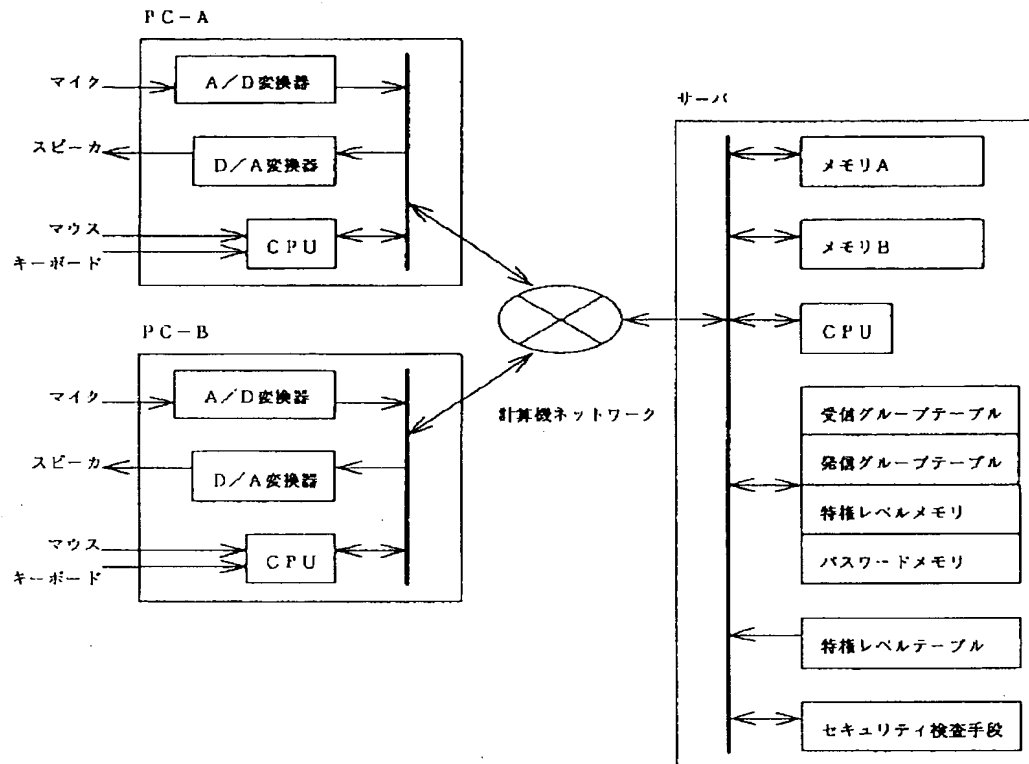 PC-A
マイク
A/D変換器
スピーカ
D/A変換器
マウス
キーボード
CPU
PC-B
マイク
A/D変換器
スピーカ
D/A変換器
マウス
キーボード
CPU
計算機ネットワーク
サーバ
メモリA
メモリB
CPU
受信グループテーブル
発信グループテーブル
特権レベルメモリ
パスワードメモリ
特権レベルテーブル
セキュリティ検査手段